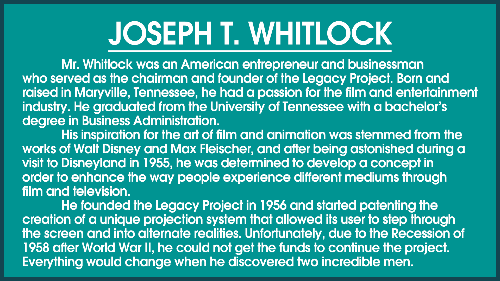 JOSEPH T. WHITLOCK
Mr. Whitlock was an American entrepreneur and businessman
who served as the chairman and founder of the Legacy Project. Born and
raised in Maryville, Tennessee, he had a passion for the film and entertainment
industry. He graduated from the University of Tennessee with a bachelor's
degree in Business Administration.
His inspiration for the art of film and animation was stemmed from the
works of Walt Disney and Max Fleischer, and after being astonished during a
visit to Disneyland in 1955, he was determined to develop a concept in
order to enhance the way people experience different mediums through
film and television.
He founded the Legacy Project in 1956 and started patenting the
creation of a unique projection system that allowed its user to step through
the screen and into alternate realities. Unfortunately, due to the Recession of
1958 after World War II, he could not get the funds to continue the project.
Everything would change when he discovered two incredible men.